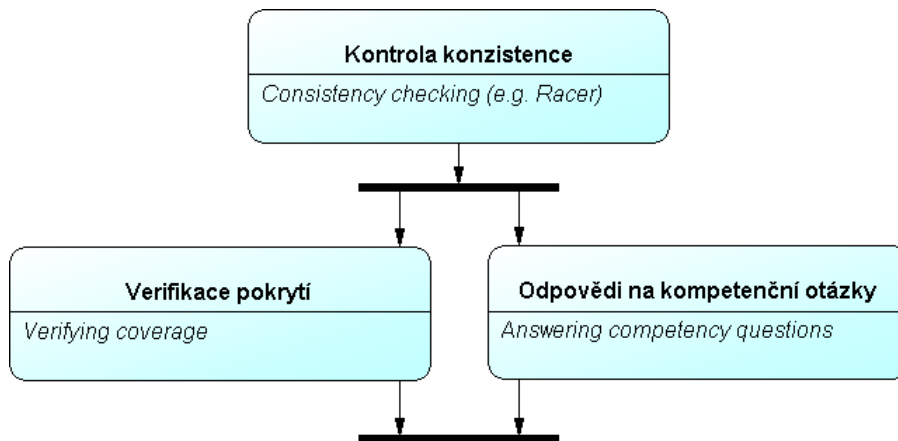 Kontrola konzistence
Consistency checking (e.g. Racer)
Verifikace pokrytí
Verifying coverage
Odpovědi na kompetenční otázky
Answering competency questions